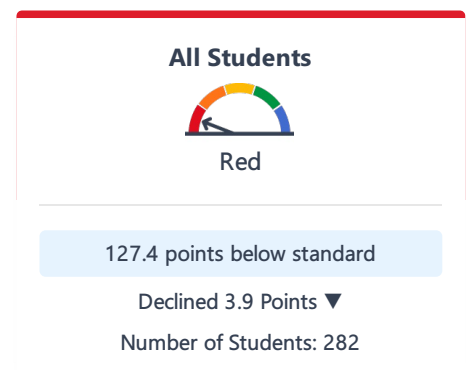 All Students
Red
127.4 points below standard
Declined 3.9 Points ▼
Number of Students: 282